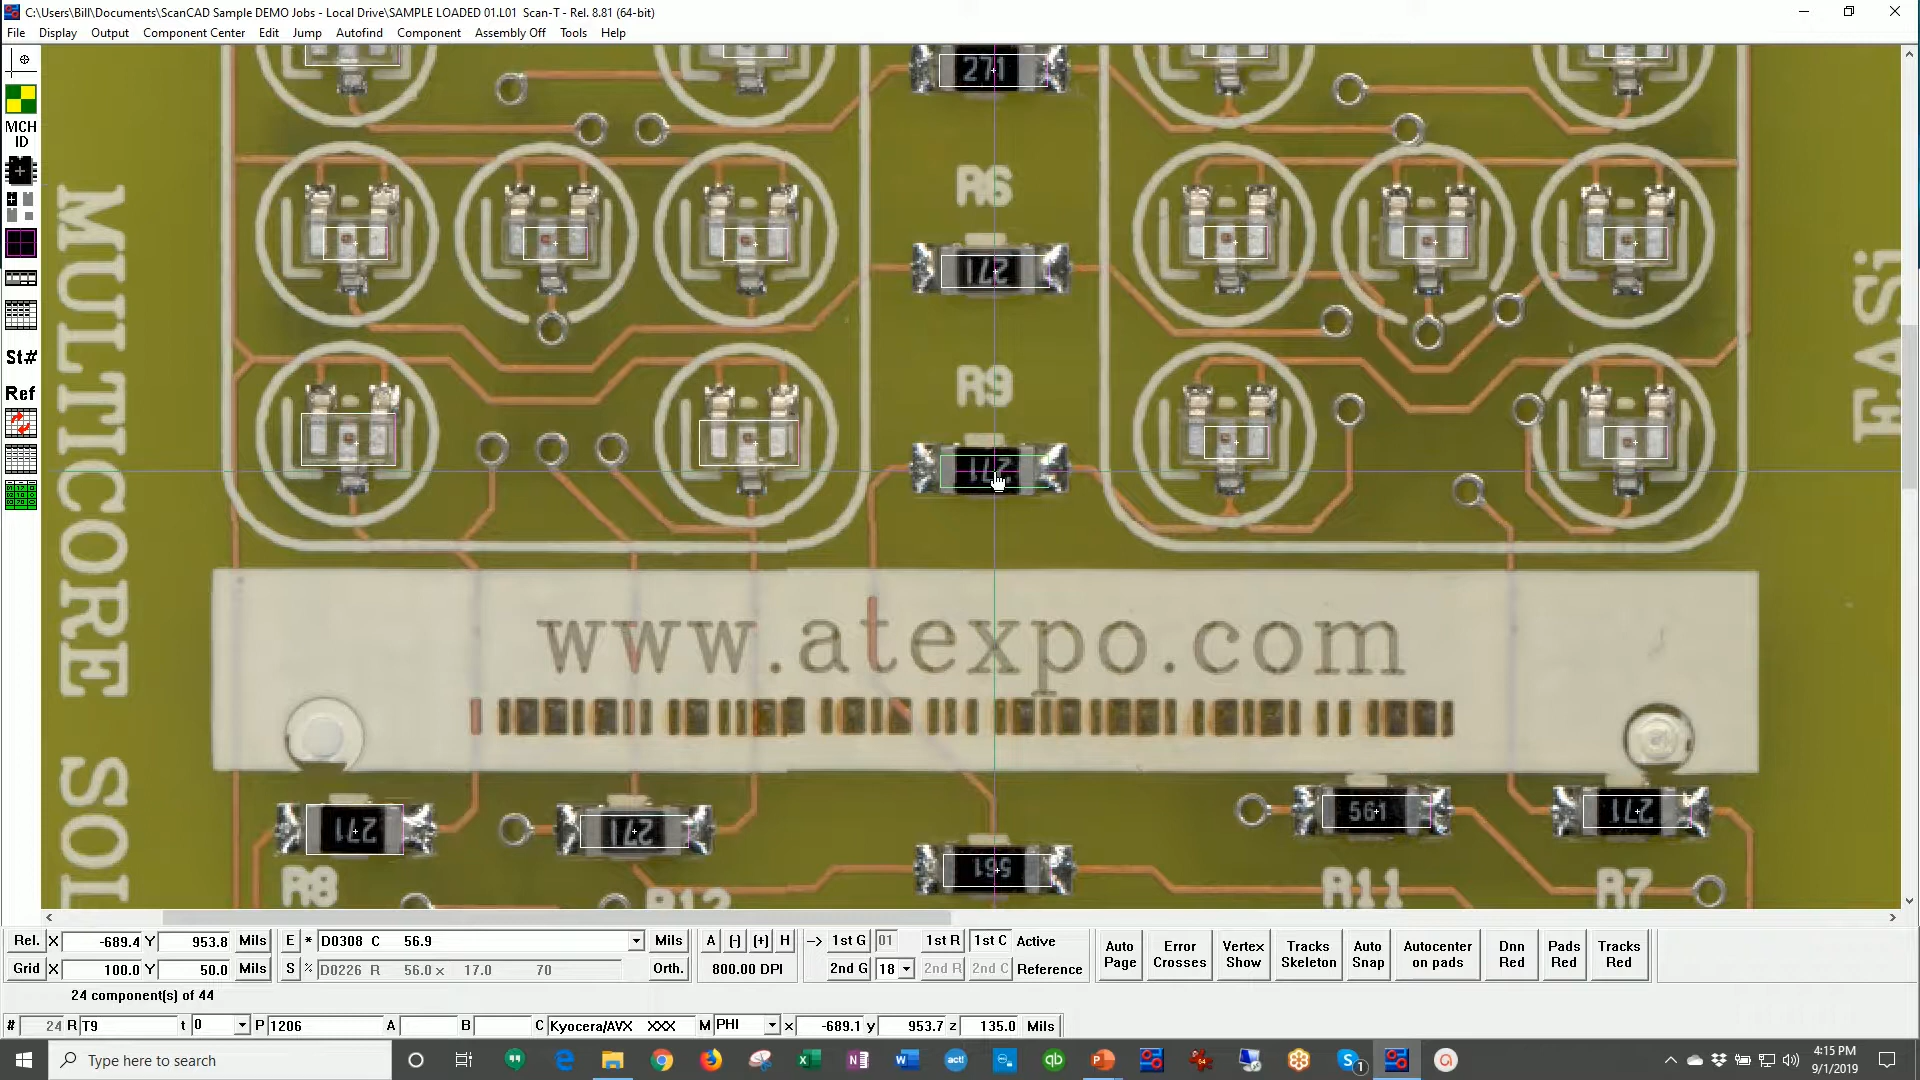 C:\Users\Bill\Documents\ScanCAD Sample DEMO Jobs - Local Drive\SAMPLE LOADED 01.L01  Scan-T - Rel. 8.81 (64-bit)
File Display Output Component Center Edit Jump Autofind Component Assembly Off Tools Help
MCH
ID
St#
Ref
271
R6
271
R9
271
MULTICORE SOL
EASi
www.atexpo.com
271
271
561
561
271
R8
R12
R11
R7
Rel. X -689.4 Y 953.8 Mils E * D0308 C 56.9 Mils A (-) (+) H --> 1st G 01 1st R 1st C Active
Grid X 100.0 Y 50.0 Mils S % D0226 R 56.0 x 17.0 70 Orth. 800.00 DPI 2nd G 18 2nd R 2nd C Reference
Auto Page
Error Crosses
Vertex Show
Tracks Skeleton
Auto Snap
Autocenter on pads
Dnn Red
Pads Red
Tracks Red
24 component(s) of 44
# 24 R T9 t 0 P 1206 A B C Kyocera/AVX XXX M PHI x -689.1 y 953.7 z 135.0 Mils
Type here to search
4:15 PM
9/1/2019